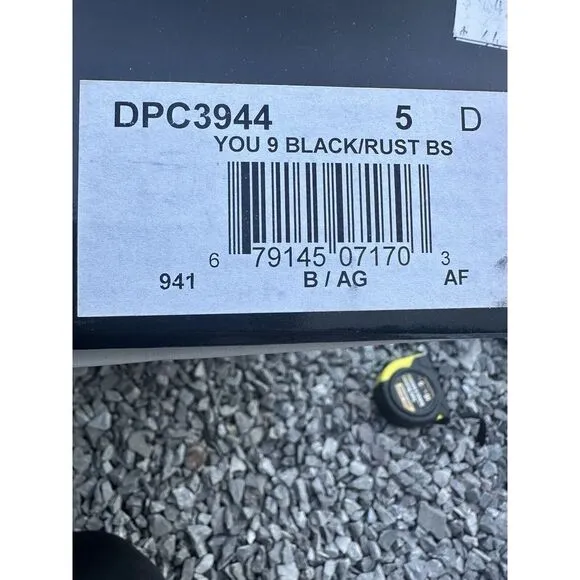 DPC3944 5 D
YOU 9 BLACK/RUST BS
6 79145 07170 3
941 B / AG AF